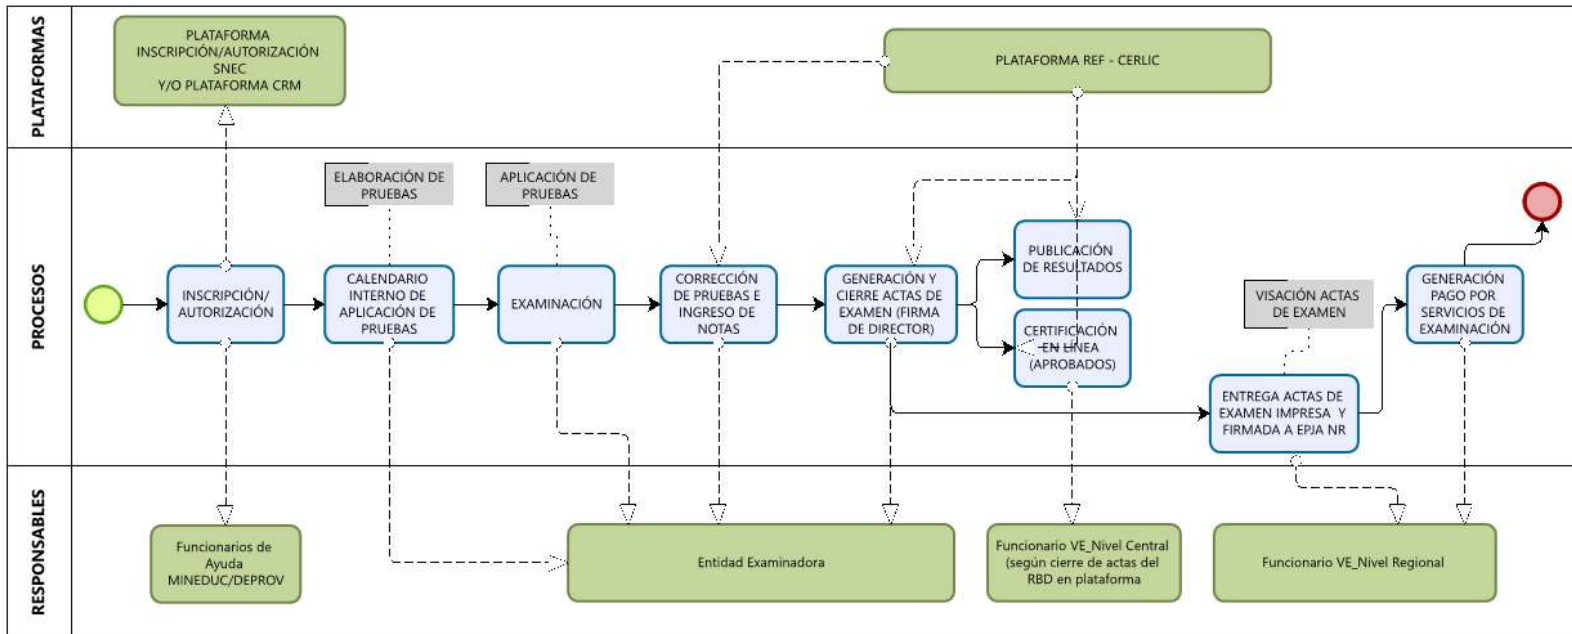 PLATAFORMAS
PLATAFORMA
INSCRIPCIÓN/AUTORIZACIÓN
SNEC
Y/O PLATAFORMA CRM
PLATAFORMA REF - CERLIC
PROCESOS
ELABORACIÓN DE
PRUEBAS
APLICACIÓN DE
PRUEBAS
INSCRIPCIÓN/
AUTORIZACIÓN
CALENDARIO
INTERNO DE
APLICACIÓN DE
PRUEBAS
EXAMINACIÓN
CORRECCIÓN
DE PRUEBAS E
INGRESO DE
NOTAS
GENERACIÓN Y
CIERRE ACTAS DE
EXAMEN (FIRMA
DE DIRECTOR)
PUBLICACIÓN
DE RESULTADOS
CERTIFICACIÓN
EN LÍNEA
(APROBADOS)
VISACIÓN ACTAS
DE EXAMEN
ENTREGA ACTAS DE
EXAMEN IMPRESA Y
FIRMADA A EPJA NR
GENERACIÓN
PAGO POR
SERVICIOS DE
EXAMINACIÓN
RESPONSABLES
Funcionarios de
Ayuda
MINEDUC/DEPROV
Entidad Examinadora
Funcionario VE_Nivel Central
(según cierre de actas del
RBD en plataforma
Funcionario VE_Nivel Regional